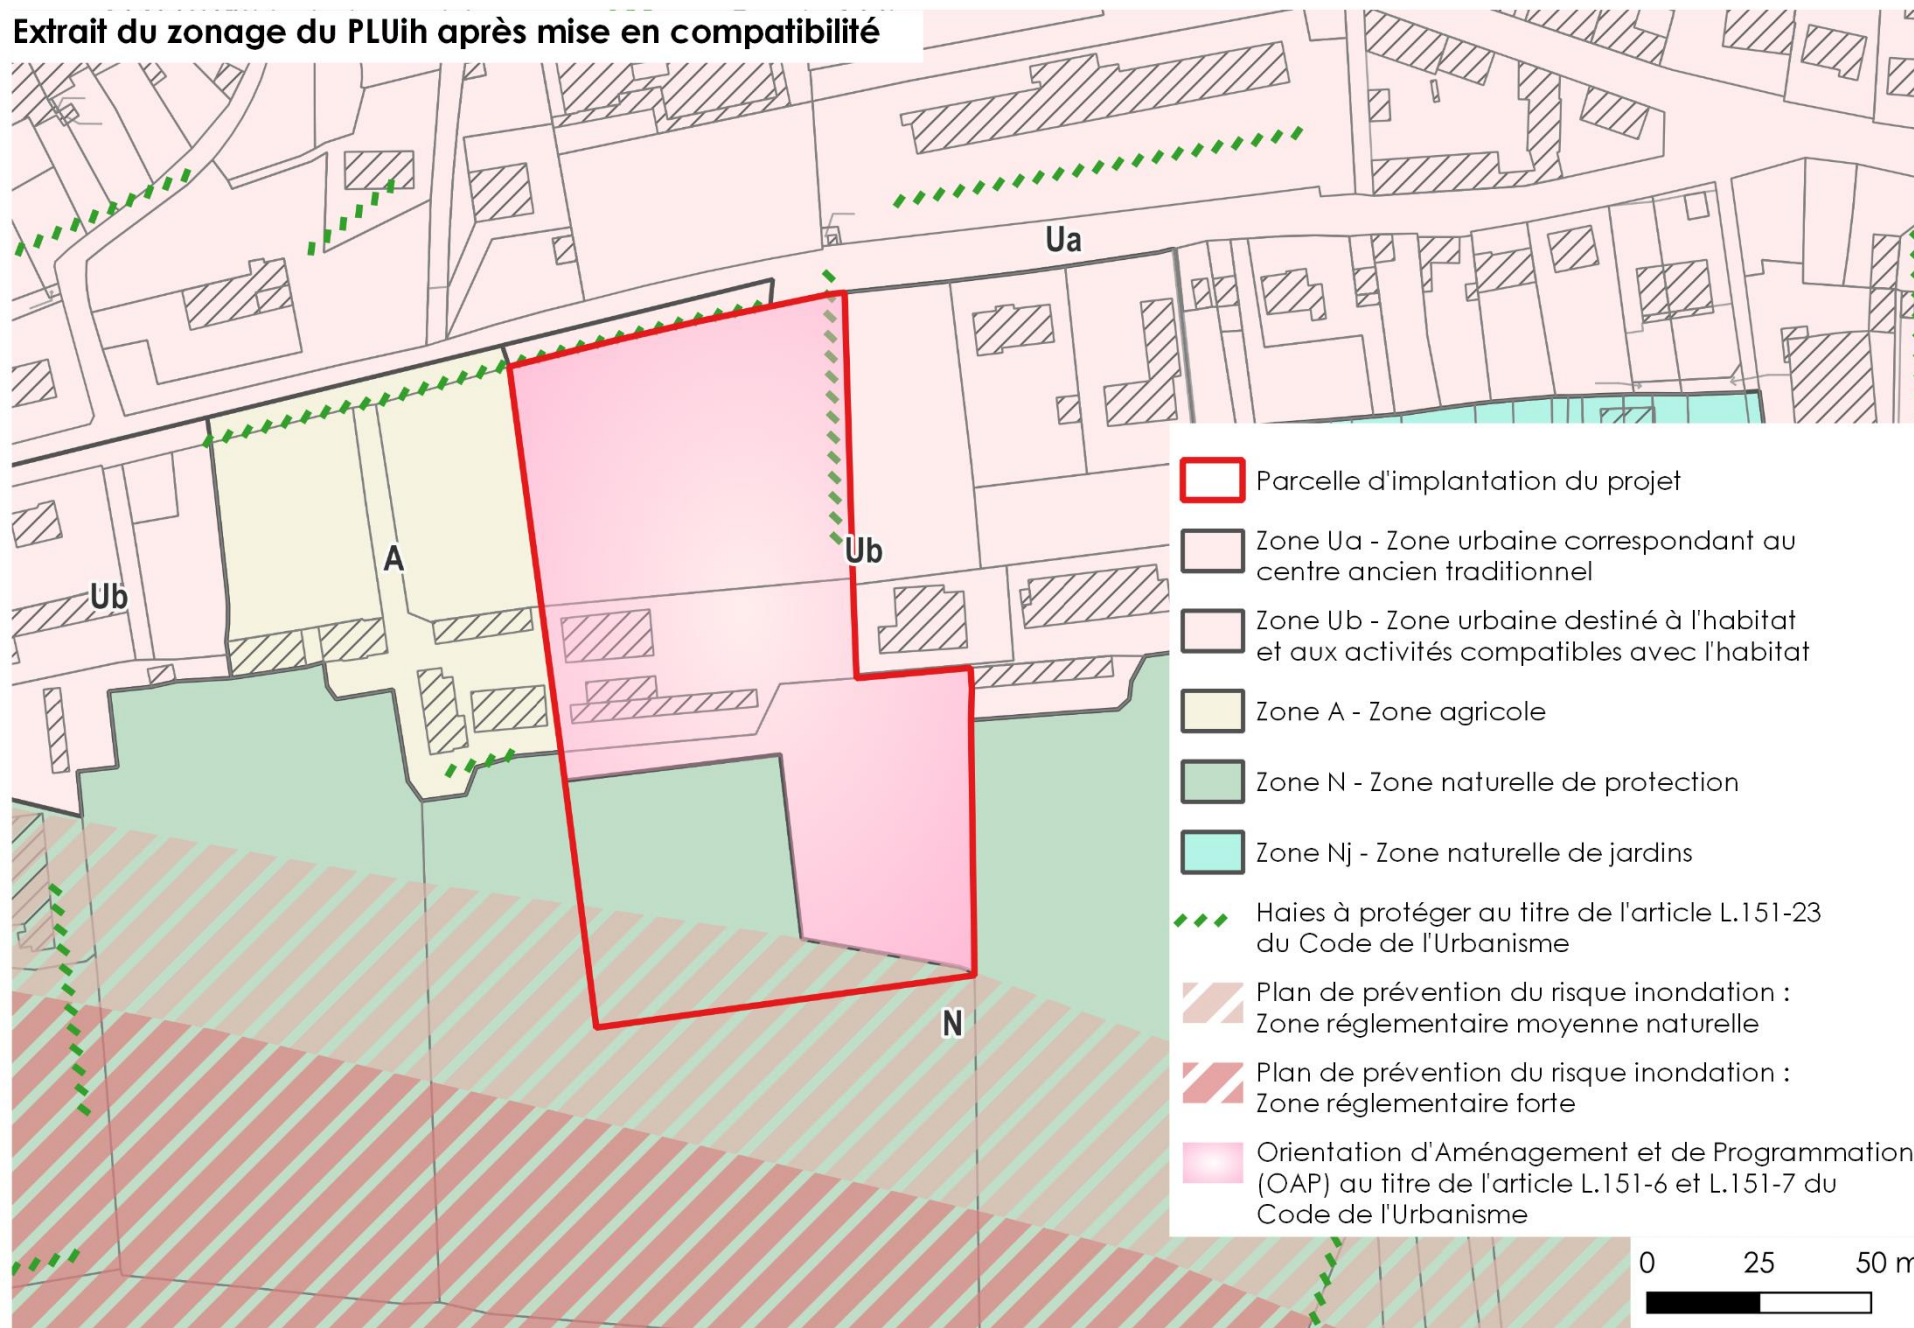 Extrait du zonage du PLUih après mise en compatibilité
Ua
A
Ub
Ub
N
Parcelle d'implantation du projet
Zone Ua - Zone urbaine correspondant au
centre ancien traditionnel
Zone Ub - Zone urbaine destiné à l'habitat
et aux activités compatibles avec l'habitat
Zone A - Zone agricole
Zone N - Zone naturelle de protection
Zone Nj - Zone naturelle de jardins
Haies à protéger au titre de l'article L.151-23
du Code de l'Urbanisme
Plan de prévention du risque inondation :
Zone réglementaire moyenne naturelle
Plan de prévention du risque inondation :
Zone réglementaire forte
Orientation d'Aménagement et de Programmation
(OAP) au titre de l'article L.151-6 et L.151-7 du
Code de l'Urbanisme
0 25 50 m